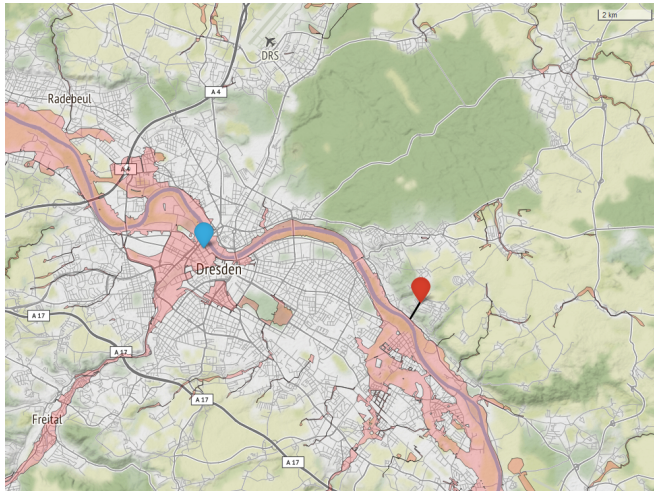 2 km
DRS
A 4
Radebeul
A 4
Dresden
A 17
A 17
A 17
Freital
A 17